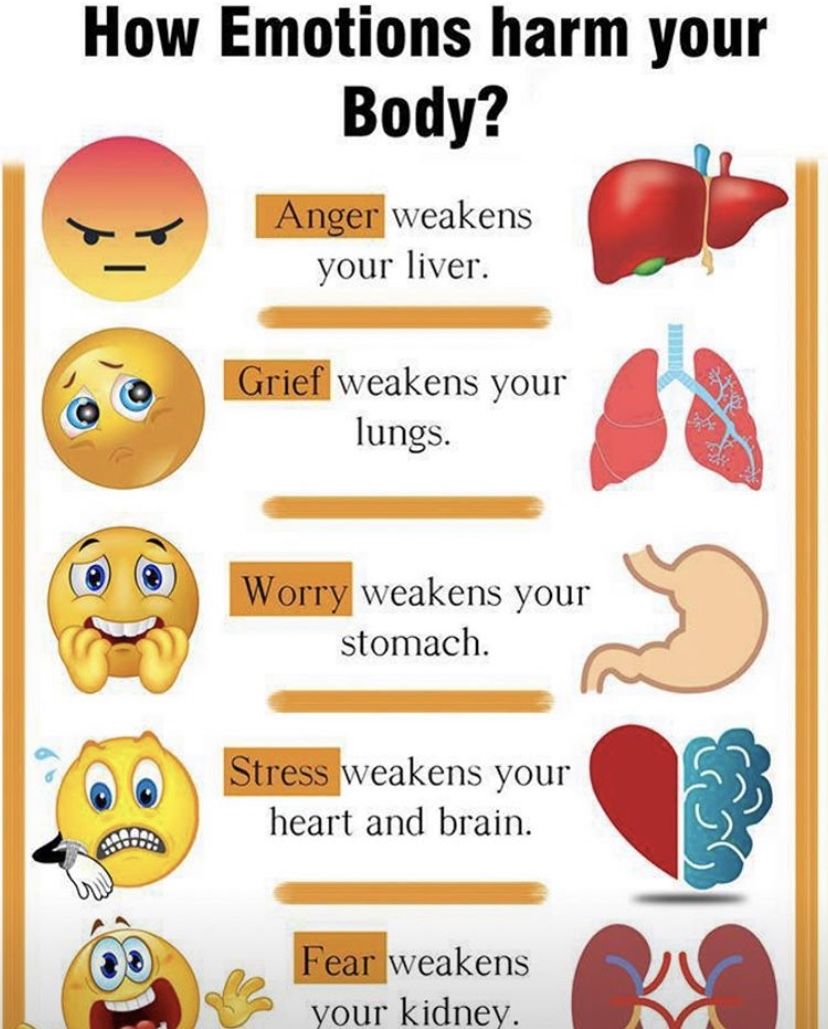 How Emotions harm your
Body?
Anger weakens
your liver.
Grief weakens your
lungs.
Worry weakens your
stomach.
Stress weakens your
heart and brain.
Fear weakens
your kidney.